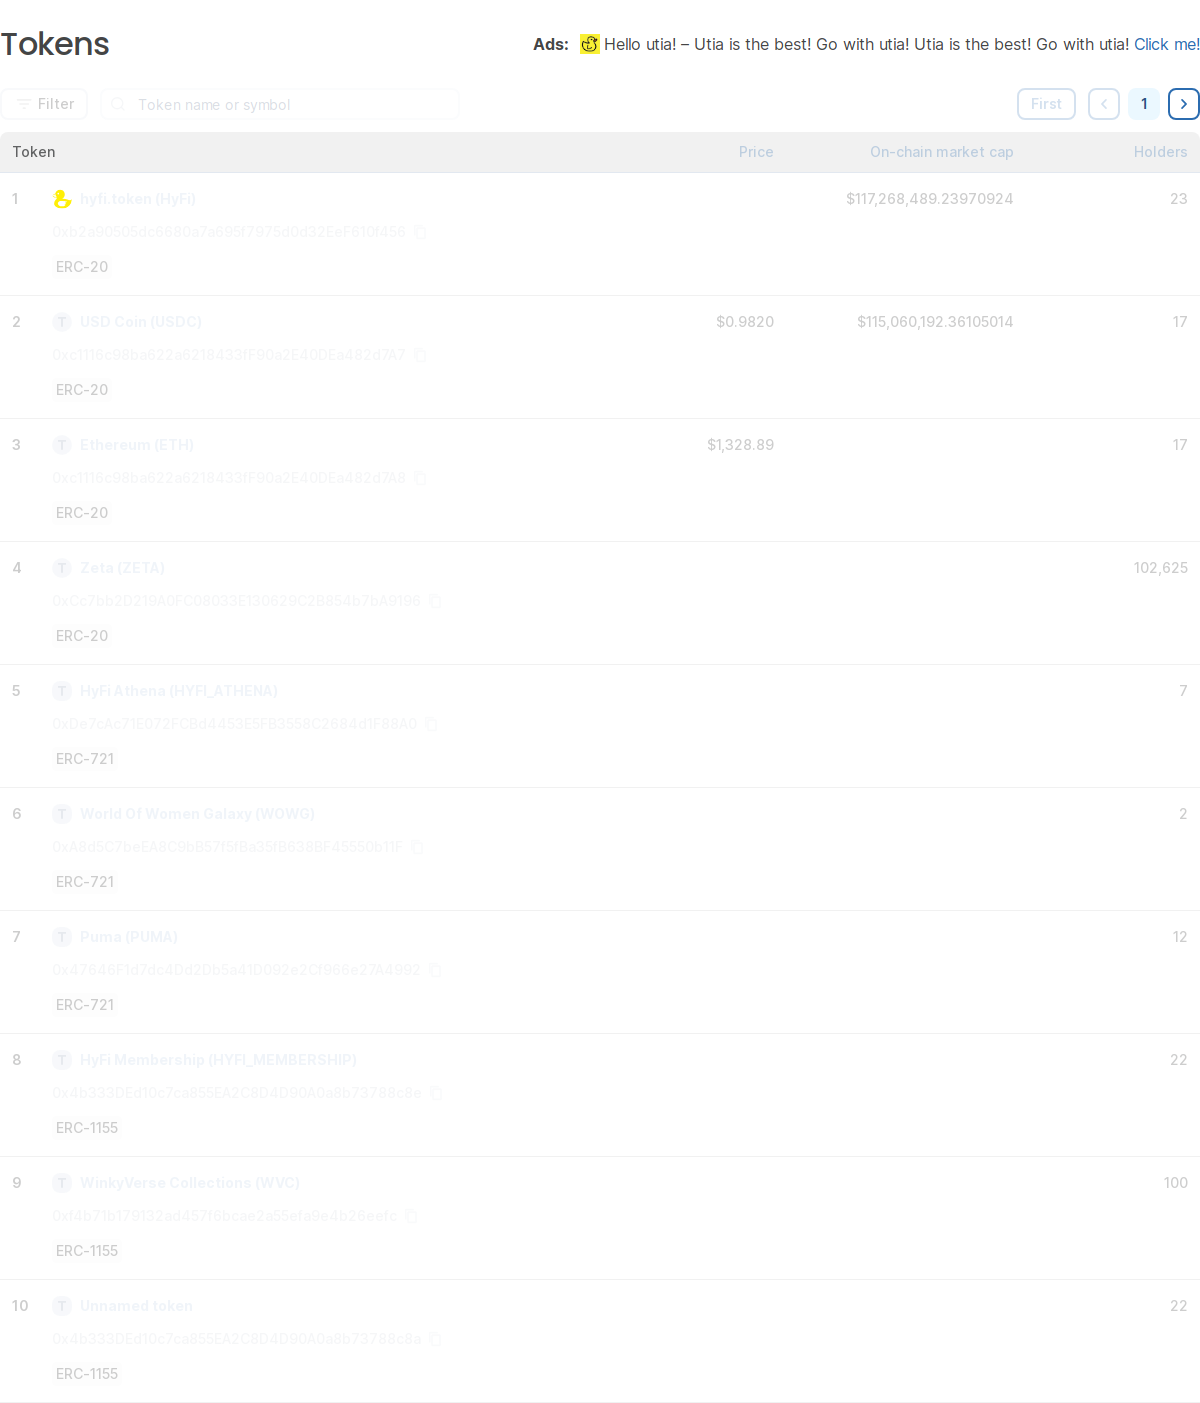 Tokens
Ads: Hello utia! – Utia is the best! Go with utia! Utia is the best! Go with utia! Click me!
Filter Token name or symbol First 1
Token Price On-chain market cap Holders
1 hyfi.token (HyFi) $117,268,489.23970924 23
0xb2a90505dc6680a7a695f7975d0d32EeF610f456
ERC-20
2 T USD Coin (USDC) $0.9820 $115,060,192.36105014 17
0xc1116c98ba622a6218433fF90a2E40DEa482d7A7
ERC-20
3 T Ethereum (ETH) $1,328.89 17
0xc1116c98ba622a6218433fF90a2E40DEa482d7A8
ERC-20
4 T Zeta (ZETA) 102,625
0xCc7bb2D219A0FC08033E130629C2B854b7bA9196
ERC-20
5 T HyFi Athena (HYFI_ATHENA) 7
0xDe7cAc71E072FCBd4453E5FB3558C2684d1F88A0
ERC-721
6 T World Of Women Galaxy (WOWG) 2
0xA8d5C7beEA8C9bB57f5fBa35fB638BF45550b11F
ERC-721
7 T Puma (PUMA) 12
0x47646F1d7dc4Dd2Db5a41D092e2Cf966e27A4992
ERC-721
8 T HyFi Membership (HYFI_MEMBERSHIP) 22
0x4b333DEd10c7ca855EA2C8D4D90A0a8b73788c8e
ERC-1155
9 T WinkyVerse Collections (WVC) 100
0xf4b71b179132ad457f6bcae2a55efa9e4b26eefc
ERC-1155
10 T Unnamed token 22
0x4b333DEd10c7ca855EA2C8D4D90A0a8b73788c8a
ERC-1155